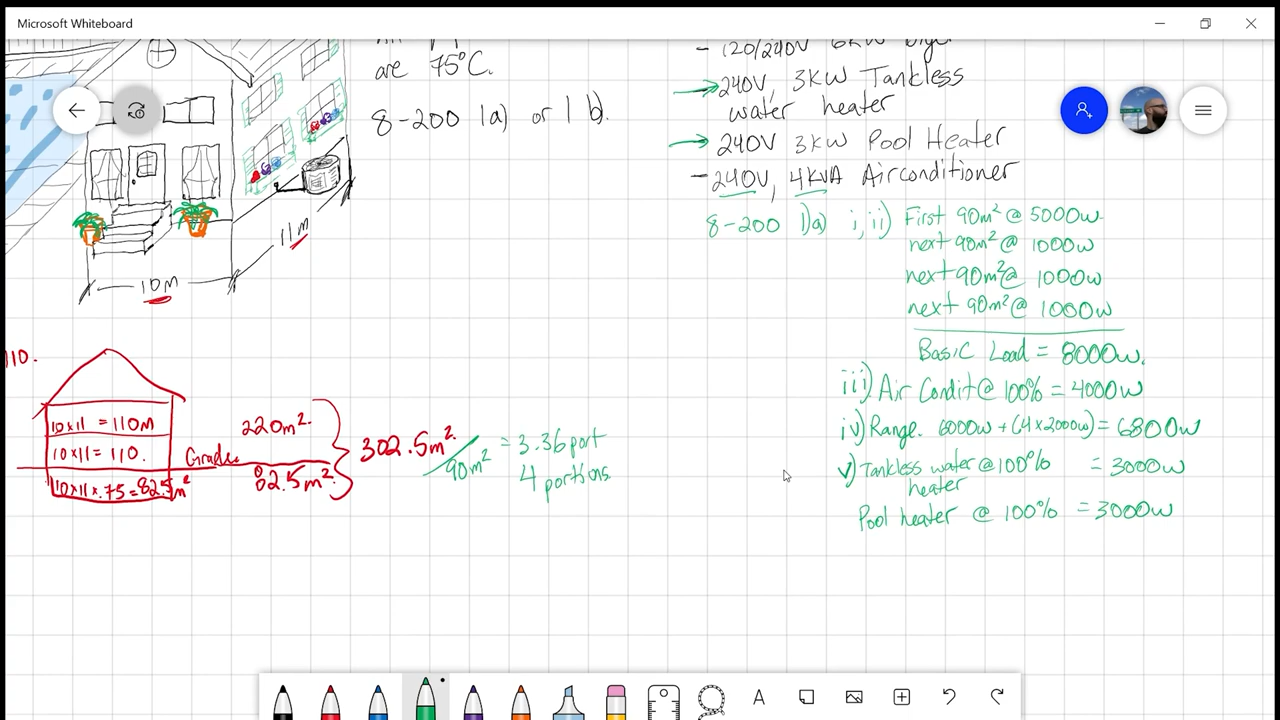 Microsoft Whiteboard
are 75°C.
8-200 1a) or 1 b).
- 120/240V 6KW
→ 240V, 3KW Tankless
water heater
→ 240V 3KW Pool Heater
- 240V, 4KVA Airconditioner
8-200 1)a) i, ii) First 90m² @ 5000w
next 90m² @ 1000w
next 90m² @ 1000w
next 90m² @ 1000w
Basic Load = 8000w.
iii) Air Condit @ 100% = 4000w
iv) Range. 6000w + (.4 x 2000w) = 6800w
v) Tankless water @ 100% = 3000w
heater
Pool heater @ 100% = 3000w
11m
10m
110.
10x11 = 110M
10x11 = 110.
10x11 x .75 = 82.5m²
Grade
220m².
82.5m².
302.5m².
90m²
= 3.36 port
4 portions
A